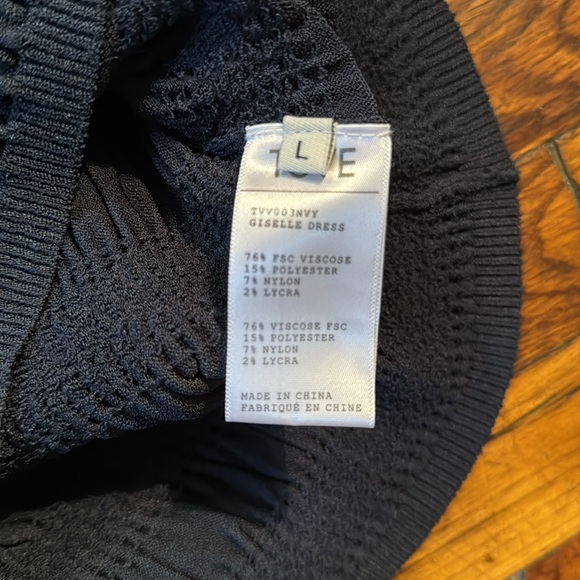 L
TVV003NVY
GISELLE DRESS
76% FSC VISCOSE
15% POLYESTER
7% NYLON
2% LYCRA
76% VISCOSE FSC
15% POLYESTER
7% NYLON
2% LYCRA
MADE IN CHINA
FABRIQUÉ EN CHINE